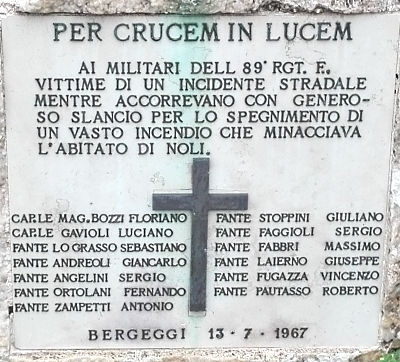 PER CRUCEM IN LUCEM
AI MILITARI DELL 89° RGT. F.
VITTIME DI UN INCIDENTE STRADALE
MENTRE ACCORREVANO CON GENERO-
SO SLANCIO PER LO SPEGNIMENTO DI
UN VASTO INCENDIO CHE MINACCIAVA
L'ABITATO DI NOLI.
CAR.LE MAG. BOZZI FLORIANO
CAR.LE GAVIOLI LUCIANO
FANTE LO GRASSO SEBASTIANO
FANTE ANDREOLI GIANCARLO
FANTE ANGELINI SERGIO
FANTE ORTOLANI FERNANDO
FANTE ZAMPETTI ANTONIO
FANTE STOPPINI GIULIANO
FANTE FAGGIOLI SERGIO
FANTE FABBRI MASSIMO
FANTE LAIERNO GIUSEPPE
FANTE FUGAZZA VINCENZO
FANTE PAUTASSO ROBERTO
BERGEGGI 13·7·1967